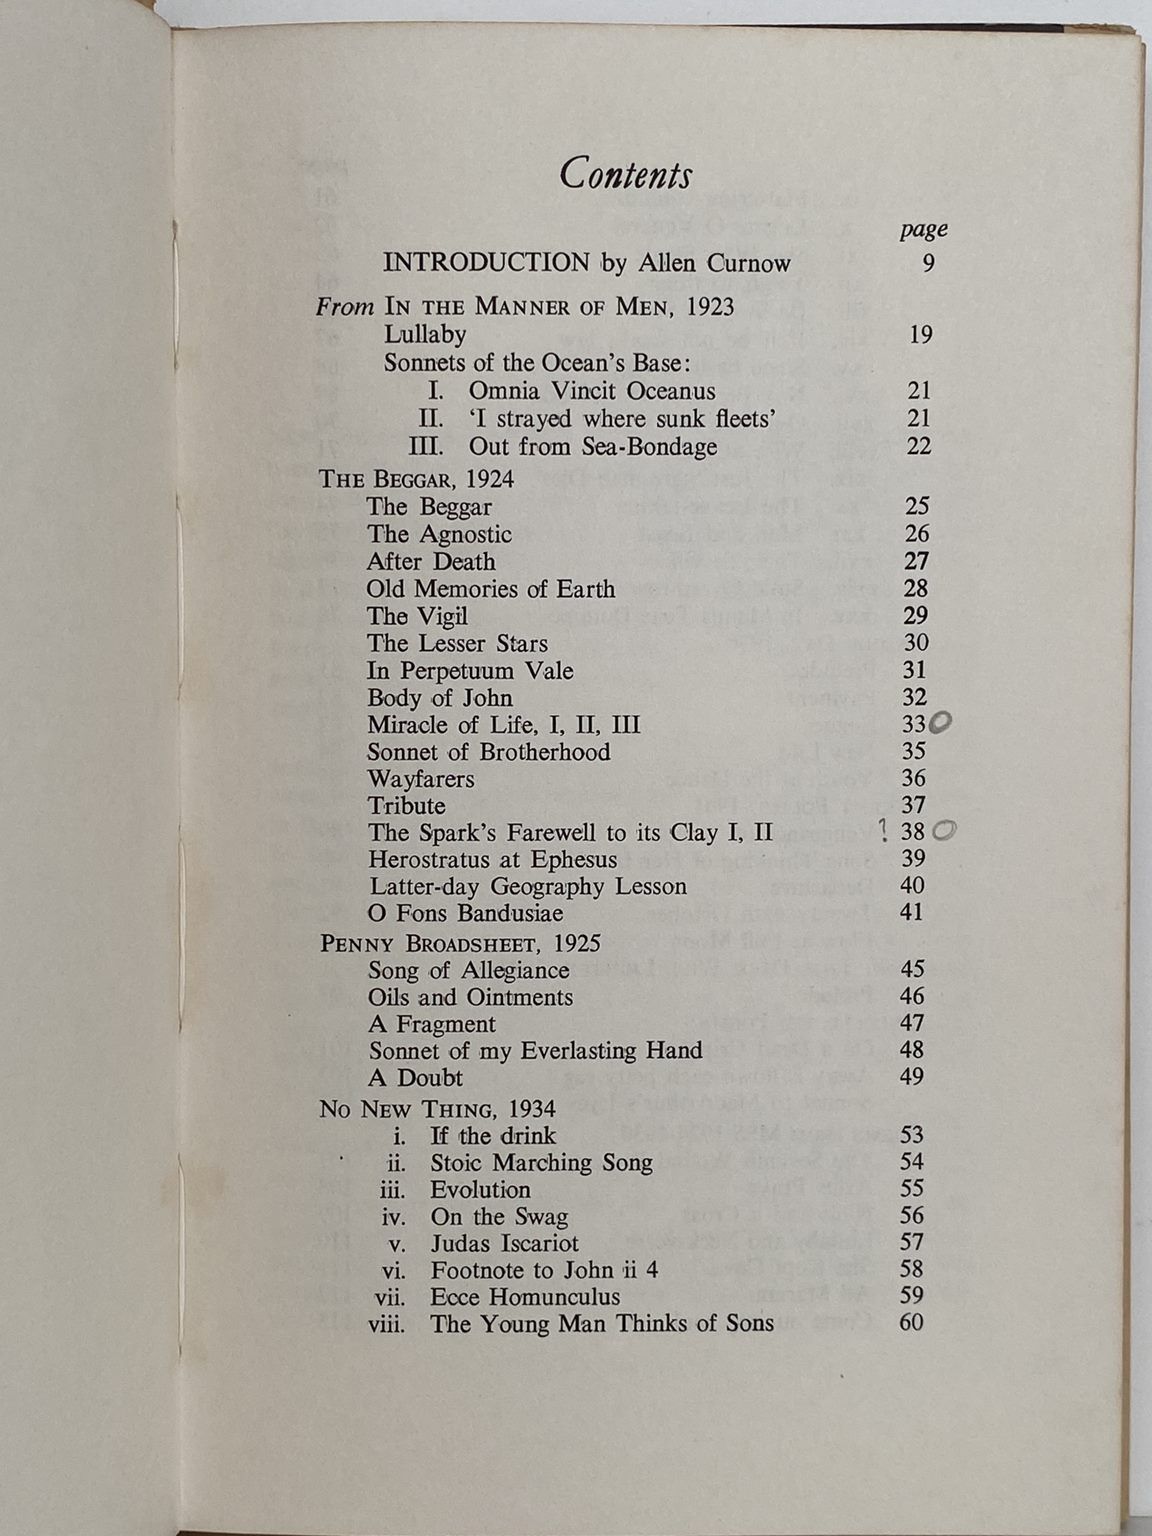 Contents
page
INTRODUCTION by Allen Curnow 9
From IN THE MANNER OF MEN, 1923
Lullaby 19
Sonnets of the Ocean's Base:
I. Omnia Vincit Oceanus 21
II. ‘I strayed where sunk fleets’ 21
III. Out from Sea-Bondage 22
THE BEGGAR, 1924
The Beggar 25
The Agnostic 26
After Death 27
Old Memories of Earth 28
The Vigil 29
The Lesser Stars 30
In Perpetuum Vale 31
Body of John 32
Miracle of Life, I, II, III 33 O
Sonnet of Brotherhood 35
Wayfarers 36
Tribute 37
The Spark's Farewell to its Clay I, II ? 38 O
Herostratus at Ephesus 39
Latter-day Geography Lesson 40
O Fons Bandusiae 41
PENNY BROADSHEET, 1925
Song of Allegiance 45
Oils and Ointments 46
A Fragment 47
Sonnet of my Everlasting Hand 48
A Doubt 49
NO NEW THING, 1934
i. If the drink 53
ii. Stoic Marching Song 54
iii. Evolution 55
iv. On the Swag 56
v. Judas Iscariot 57
vi. Footnote to John ii 4 58
vii. Ecce Homunculus 59
viii. The Young Man Thinks of Sons 60